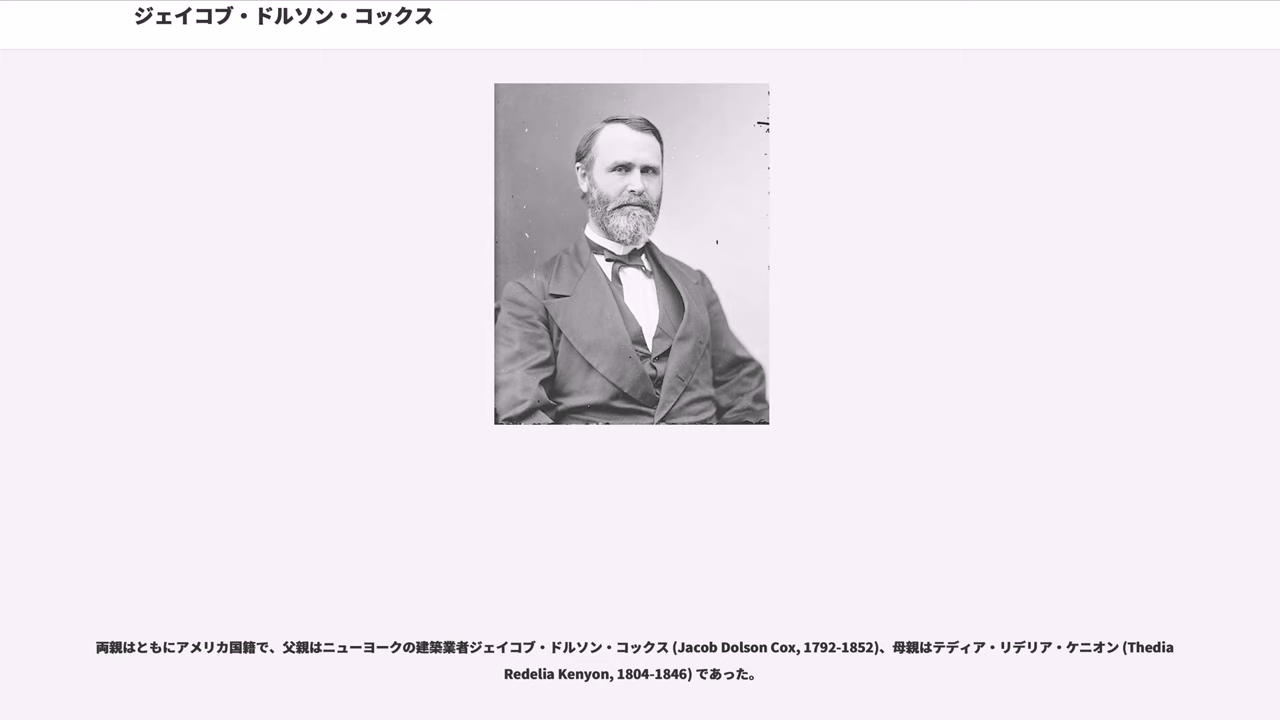 ジェイコブ・ドルソン・コックス
両親はともにアメリカ国籍で、父親はニューヨークの建築業者ジェイコブ・ドルソン・コックス (Jacob Dolson Cox, 1792-1852)、母親はテディア・リデリア・ケニオン (Thedia
Redelia Kenyon, 1804-1846) であった。